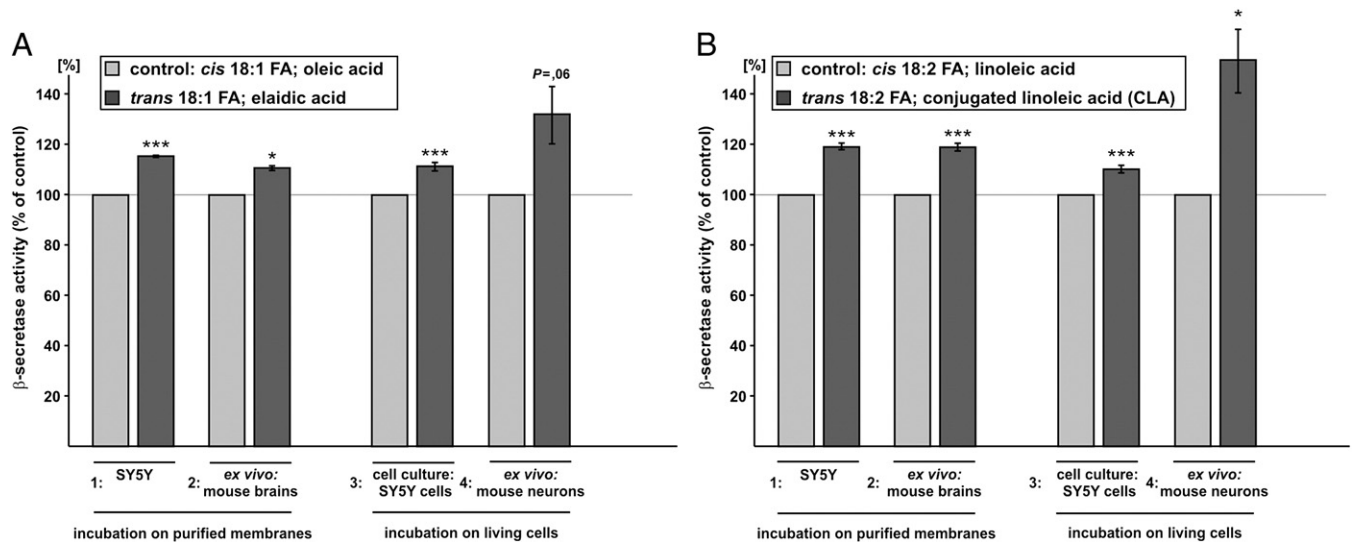 A
[%]
control: cis 18:1 FA; oleic acid
trans 18:1 FA; elaidic acid
P=,06
140
120
100
80
60
40
20
β-secretase activity (% of control)
***
*
***
1: SY5Y
2: ex vivo: mouse brains
3: cell culture: SY5Y cells
4: ex vivo: mouse neurons
incubation on purified membranes
incubation on living cells
B
[%]
control: cis 18:2 FA; linoleic acid
trans 18:2 FA; conjugated linoleic acid (CLA)
*
140
120
100
80
60
40
20
β-secretase activity (% of control)
***
***
***
1: SY5Y
2: ex vivo: mouse brains
3: cell culture: SY5Y cells
4: ex vivo: mouse neurons
incubation on purified membranes
incubation on living cells